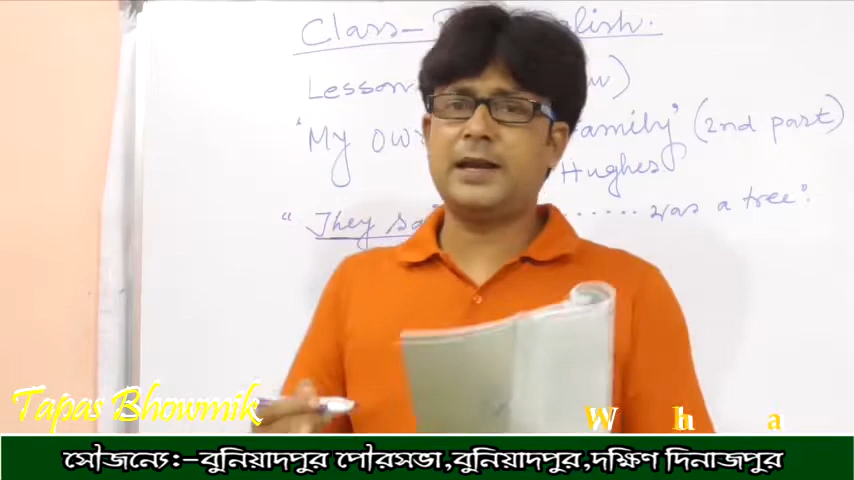 Class- English.
Lesson
'My own Family' (2nd part)
Hughes
"They sa ...... was a tree".
Tapas Bhowmik
W h a
সৌজন্যে:-বুনিয়াদপুর পৌরসভা,বুনিয়াদপুর,দক্ষিণ দিনাজপুর